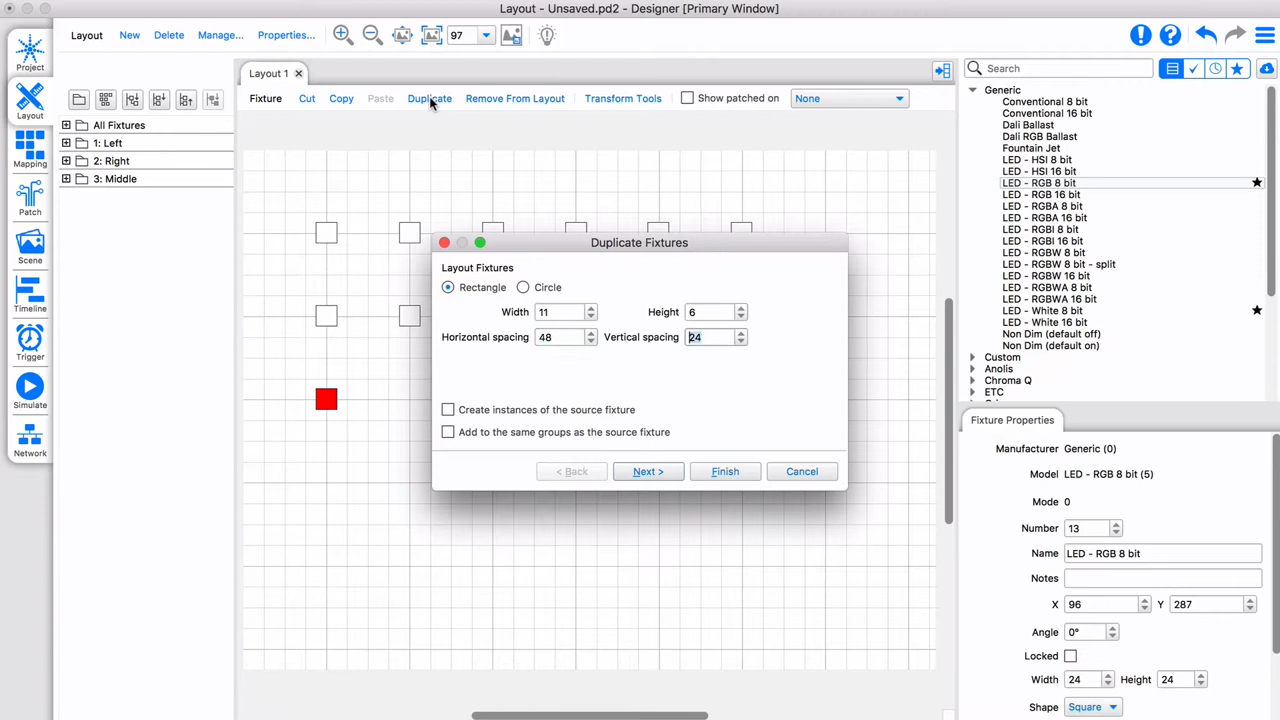 Layout - Unsaved.pd2 - Designer [Primary Window]
Layout New Delete Manage... Properties... 97
Project
Layout
Mapping
Patch
Scene
Timeline
Trigger
Simulate
Network
All Fixtures
1: Left
2: Right
3: Middle
Layout 1
Fixture Cut Copy Paste Duplicate Remove From Layout Transform Tools Show patched on None
Duplicate Fixtures
Layout Fixtures
Rectangle Circle
Width 11 Height 6
Horizontal spacing 48 Vertical spacing 24
Create instances of the source fixture
Add to the same groups as the source fixture
< Back Next > Finish Cancel
Search
Generic
Conventional 8 bit
Conventional 16 bit
Dali Ballast
Dali RGB Ballast
Fountain Jet
LED - HSI 8 bit
LED - HSI 16 bit
LED - RGB 8 bit
LED - RGB 16 bit
LED - RGBA 8 bit
LED - RGBA 16 bit
LED - RGBI 8 bit
LED - RGBI 16 bit
LED - RGBW 8 bit
LED - RGBW 8 bit - split
LED - RGBW 16 bit
LED - RGBWA 8 bit
LED - RGBWA 16 bit
LED - White 8 bit
LED - White 16 bit
Non Dim (default off)
Non Dim (default on)
Custom
Anolis
Chroma Q
ETC
Fixture Properties
Manufacturer Generic (0)
Model LED - RGB 8 bit (5)
Mode 0
Number 13
Name LED - RGB 8 bit
Notes
X 96 Y 287
Angle 0°
Locked
Width 24 Height 24
Shape Square